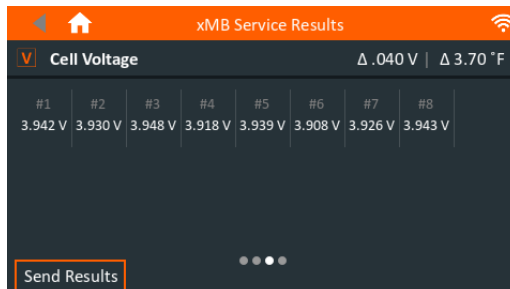 xMB Service Results
V Cell Voltage Δ .040 V | Δ 3.70 °F
#1 #2 #3 #4 #5 #6 #7 #8
3.942 V 3.930 V 3.948 V 3.918 V 3.939 V 3.908 V 3.926 V 3.943 V
Send Results